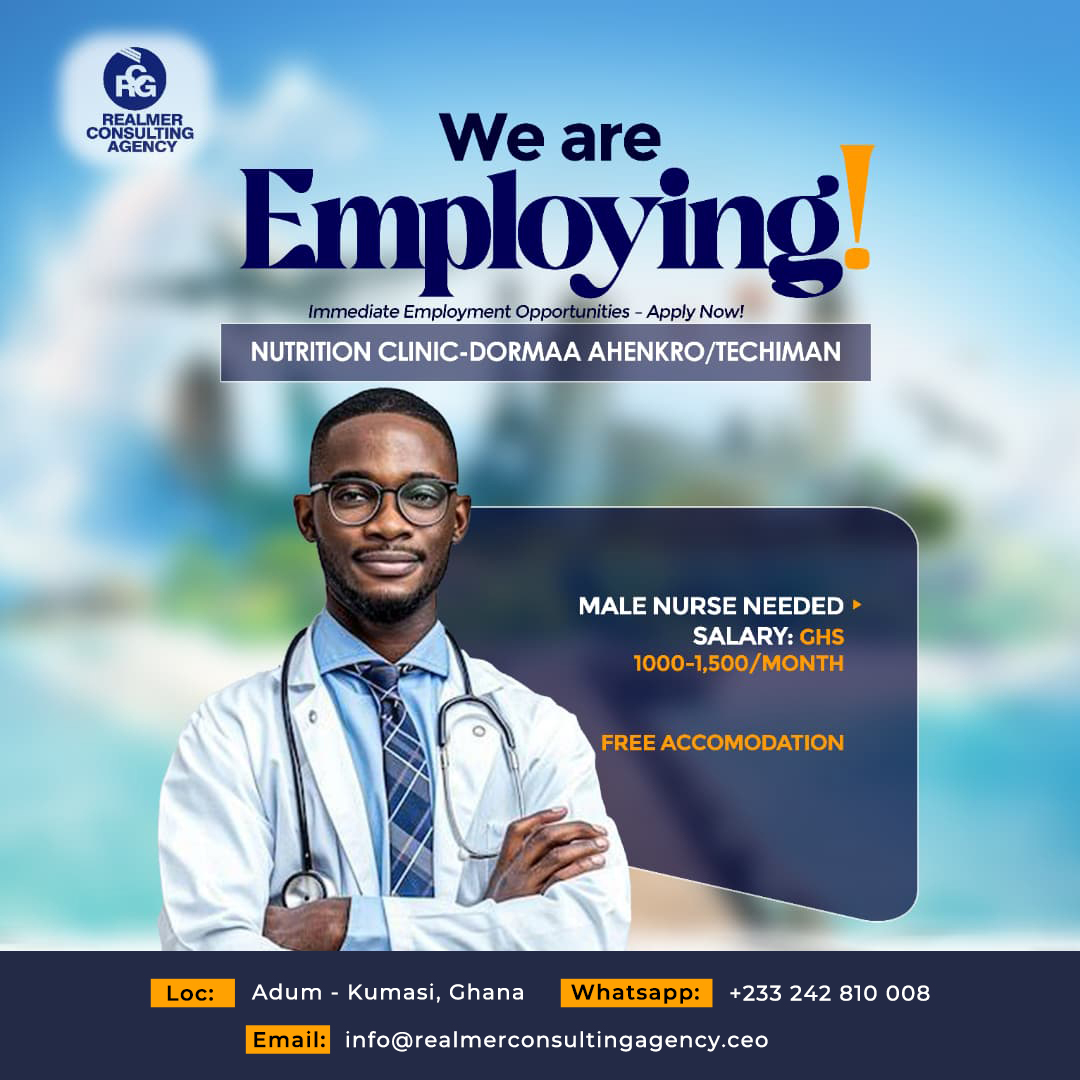 RCG
REALMER
CONSULTING
AGENCY
We are
Employing!
Immediate Employment Opportunities – Apply Now!
NUTRITION CLINIC-DORMAA AHENKRO/TECHIMAN
MALE NURSE NEEDED
SALARY: GHS
1000-1,500/MONTH
FREE ACCOMODATION
Loc: Adum - Kumasi, Ghana Whatsapp: +233 242 810 008
Email: info@realmerconsultingagency.ceo